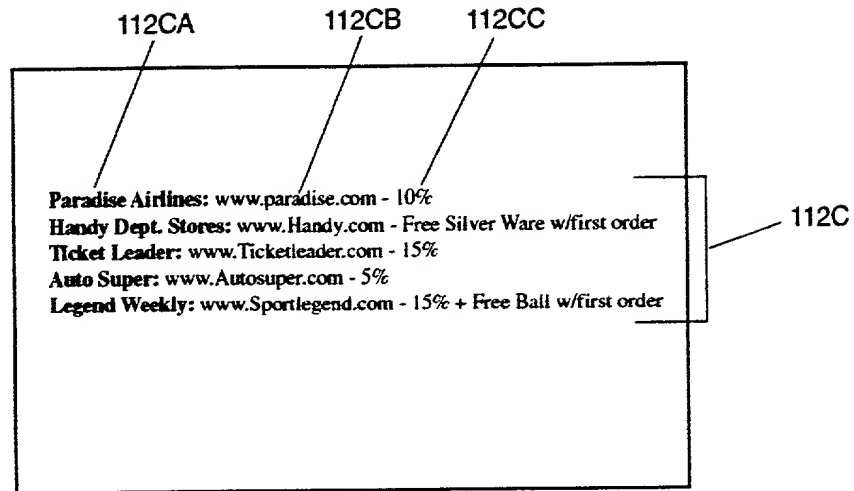 112CA 112CB 112CC
Paradise Airlines: www.paradise.com - 10%
Handy Dept. Stores: www.Handy.com - Free Silver Ware w/first order
112C
Ticket Leader: www.Ticketleader.com - 15%
Auto Super: www.Autosuper.com - 5%
Legend Weekly: www.Sportlegend.com - 15% + Free Ball w/first order